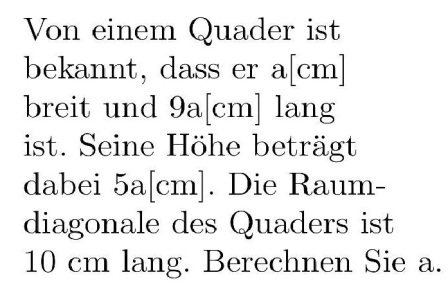 Von einem Quader ist
bekannt, dass er a[cm]
breit und 9a[cm] lang
ist. Seine Höhe beträgt
dabei 5a[cm]. Die Raum-
diagonale des Quaders ist
10 cm lang. Berechnen Sie a.